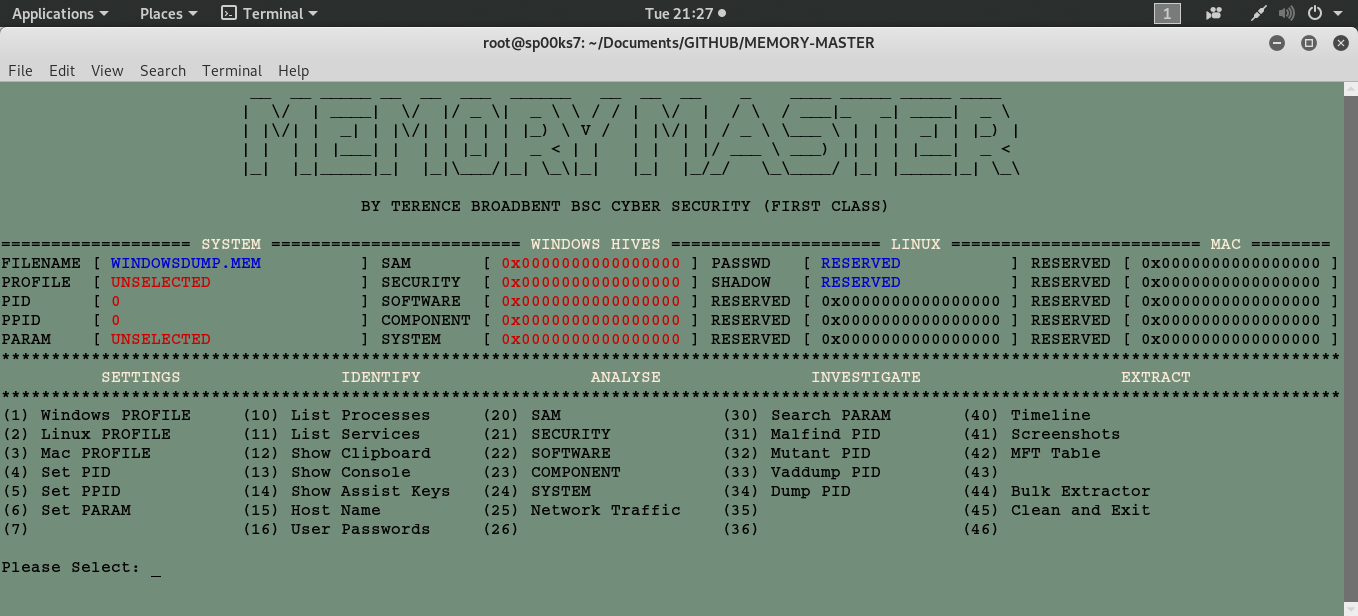 Applications Places Terminal Tue 21:27 1
root@sp00ks7: ~/Documents/GITHUB/MEMORY-MASTER
File Edit View Search Terminal Help
MEMORY MASTER
BY TERENCE BROADBENT BSC CYBER SECURITY (FIRST CLASS)
=================== SYSTEM ========================= WINDOWS HIVES ===================== LINUX ========================= MAC ========
FILENAME [ WINDOWSDUMP.MEM ] SAM [ 0x0000000000000000 ] PASSWD [ RESERVED ] RESERVED [ 0x0000000000000000 ]
PROFILE [ UNSELECTED ] SECURITY [ 0x0000000000000000 ] SHADOW [ RESERVED ] RESERVED [ 0x0000000000000000 ]
PID [ 0 ] SOFTWARE [ 0x0000000000000000 ] RESERVED [ 0x0000000000000000 ] RESERVED [ 0x0000000000000000 ]
PPID [ 0 ] COMPONENT [ 0x0000000000000000 ] RESERVED [ 0x0000000000000000 ] RESERVED [ 0x0000000000000000 ]
PARAM [ UNSELECTED ] SYSTEM [ 0x0000000000000000 ] RESERVED [ 0x0000000000000000 ] RESERVED [ 0x0000000000000000 ]
**************************************************************************************************************************************
SETTINGS IDENTIFY ANALYSE INVESTIGATE EXTRACT
**************************************************************************************************************************************
(1) Windows PROFILE (10) List Processes (20) SAM (30) Search PARAM (40) Timeline
(2) Linux PROFILE (11) List Services (21) SECURITY (31) Malfind PID (41) Screenshots
(3) Mac PROFILE (12) Show Clipboard (22) SOFTWARE (32) Mutant PID (42) MFT Table
(4) Set PID (13) Show Console (23) COMPONENT (33) Vaddump PID (43)
(5) Set PPID (14) Show Assist Keys (24) SYSTEM (34) Dump PID (44) Bulk Extractor
(6) Set PARAM (15) Host Name (25) Network Traffic (35) (45) Clean and Exit
(7) (16) User Passwords (26) (36) (46)
Please Select: _